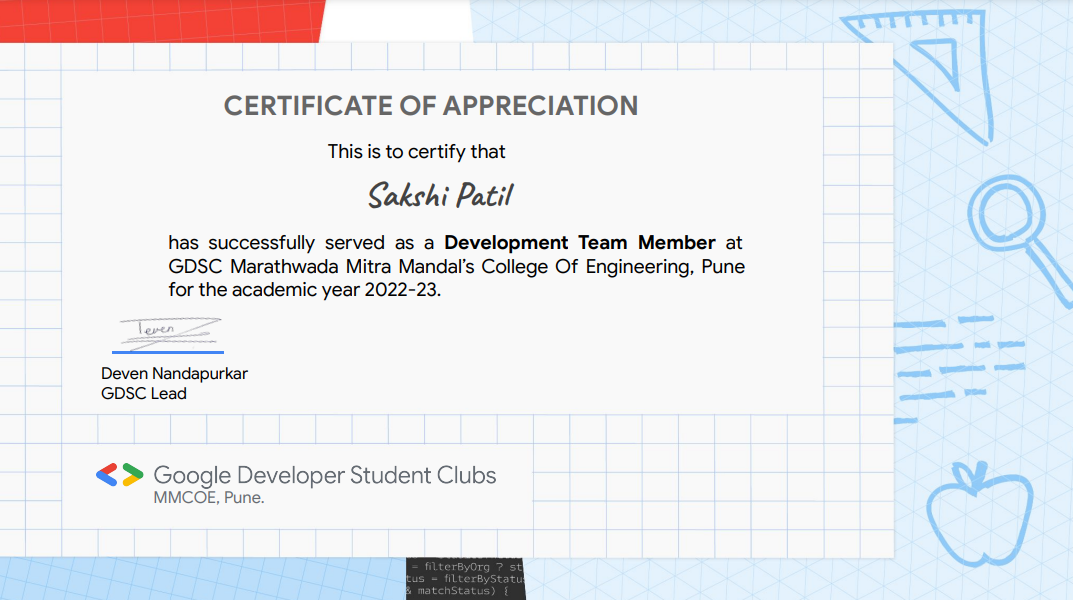 CERTIFICATE OF APPRECIATION
This is to certify that
Sakshi Patil
has successfully served as a Development Team Member at
GDSC Marathwada Mitra Mandal’s College Of Engineering, Pune
for the academic year 2022-23.
Teven
Deven Nandapurkar
GDSC Lead
Google Developer Student Clubs
MMCOE, Pune.
= filterByOrg ? st
tus = filterByStatus
& matchStatus) {